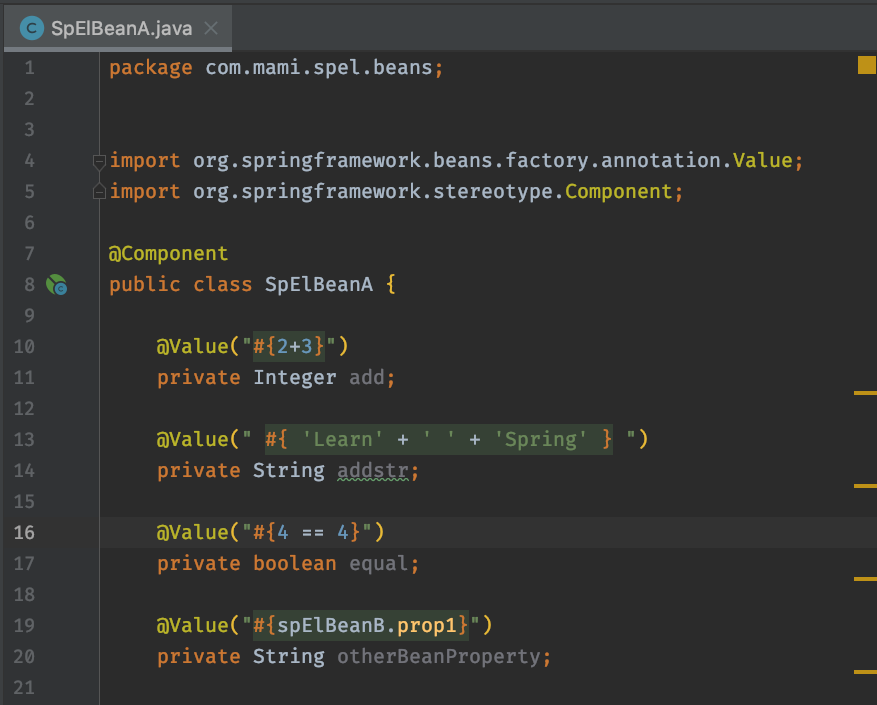 SpElBeanA.java
1 package com.mami.spel.beans;
2
3
4 import org.springframework.beans.factory.annotation.Value;
5 import org.springframework.stereotype.Component;
6
7 @Component
8 public class SpElBeanA {
9
10 @Value("#{2+3}")
11 private Integer add;
12
13 @Value(" #{ 'Learn' + ' ' + 'Spring' } ")
14 private String addstr;
15
16 @Value("#{4 == 4}")
17 private boolean equal;
18
19 @Value("#{spElBeanB.prop1}")
20 private String otherBeanProperty;
21